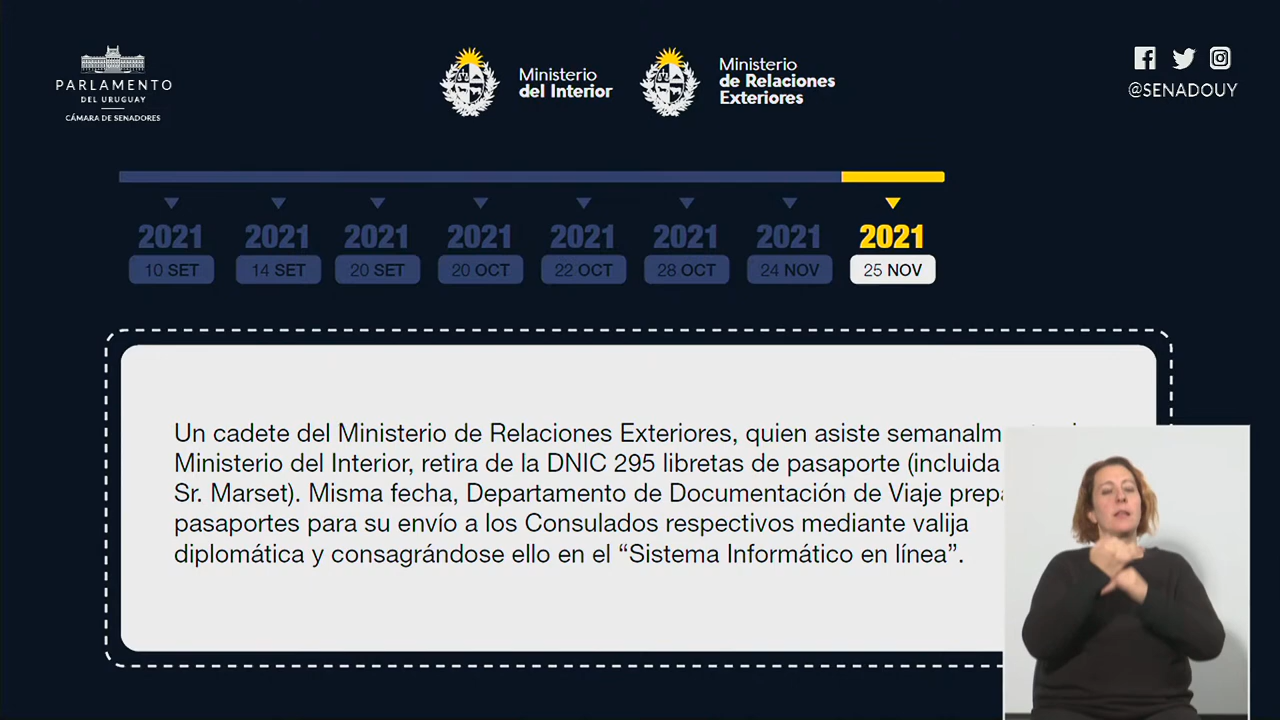 PARLAMENTO
DEL URUGUAY
CÁMARA DE SENADORES
Ministerio
del Interior
Ministerio
de Relaciones
Exteriores
@SENADOUY
2021 2021 2021 2021 2021 2021 2021 2021
10 SET 14 SET 20 SET 20 OCT 22 OCT 28 OCT 24 NOV 25 NOV
Un cadete del Ministerio de Relaciones Exteriores, quien asiste
Ministerio del Interior, retira de la DNIC 295 libretas de pasaporte (incluida
Sr. Marset). Misma fecha, Departamento de Documentación de Viaje
pasaportes para su envío a los Consulados respectivos mediante valija
diplomática y consagrándose ello en el “Sistema Informático en línea”.